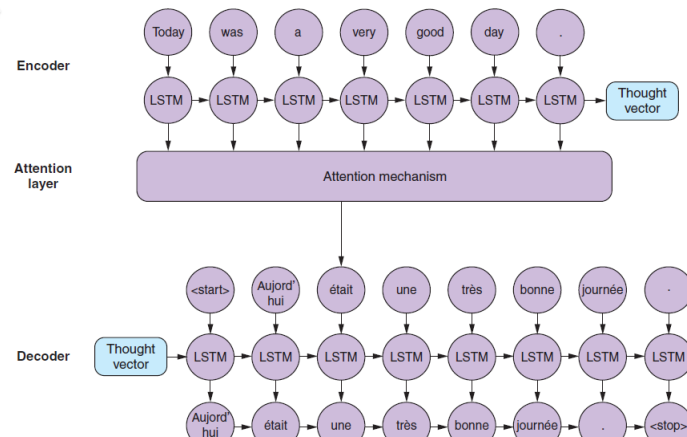 Today was a very good day .
Encoder
LSTM LSTM LSTM LSTM LSTM LSTM LSTM
Thought
vector
Attention
layer
Attention mechanism
<start> Aujord'
hui
était une très bonne journée .
Decoder
Thought
vector
LSTM LSTM LSTM LSTM LSTM LSTM LSTM LSTM
Aujord'
hui
était une très bonne journée . <stop>